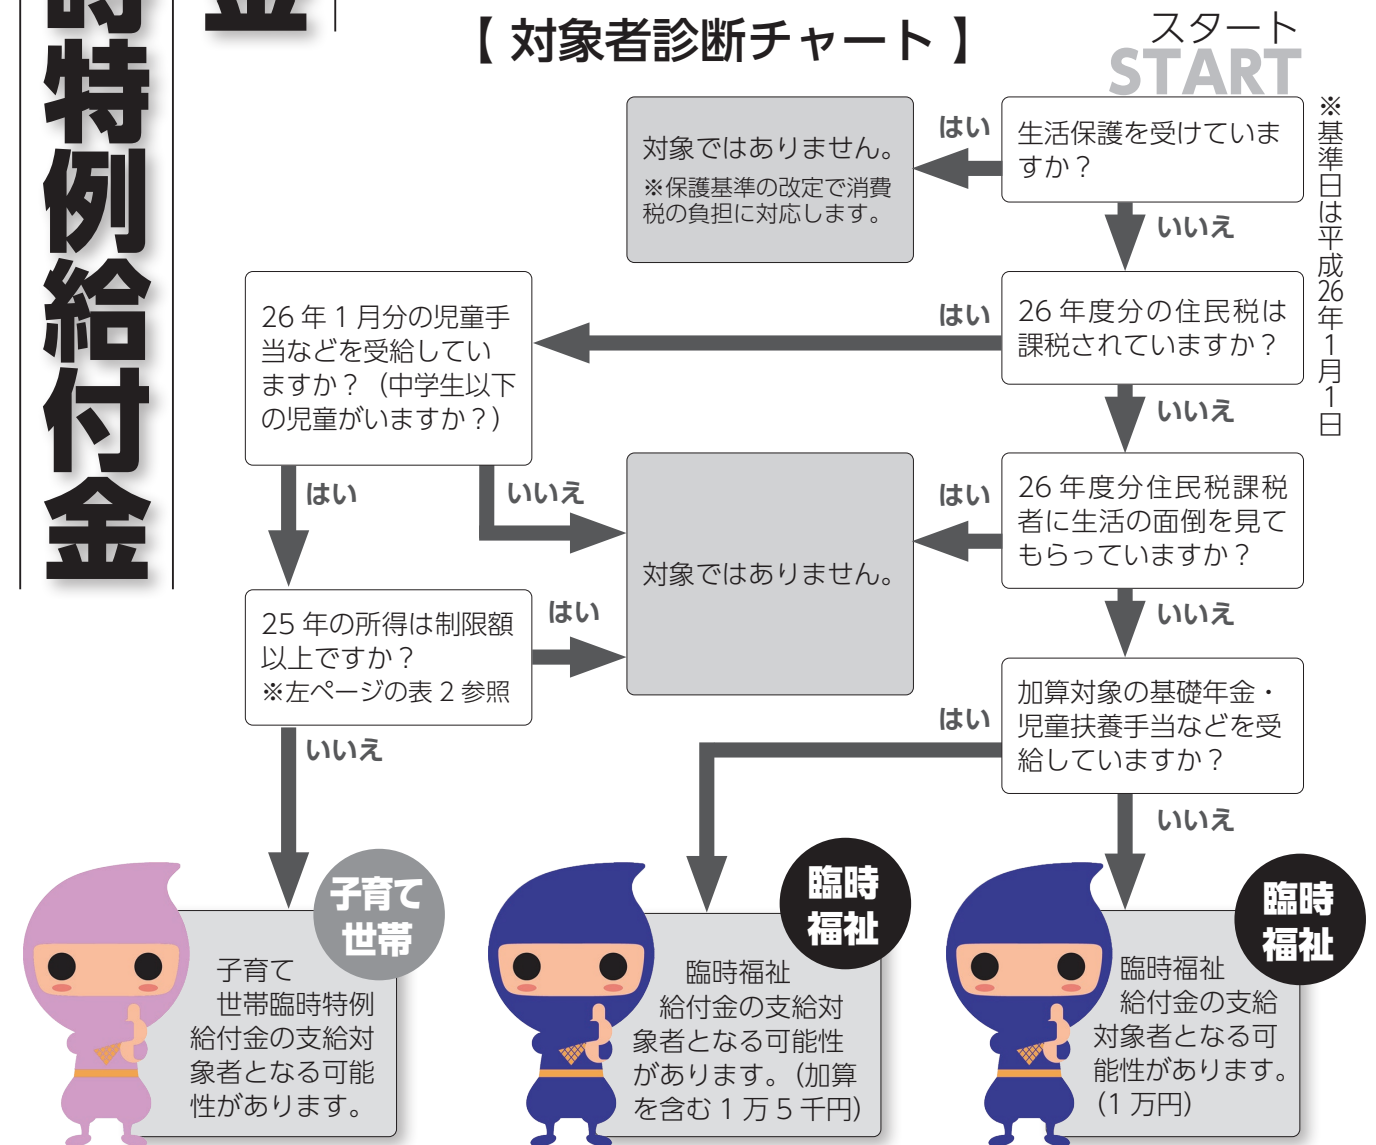 時特例給付金
金
【 対象者診断チャート 】
スタート
START
※基準日は平成26年1月1日
生活保護を受けていま
すか？
はい
対象ではありません。
※保護基準の改定で消費
税の負担に対応します。
いいえ
26 年度分の住民税は
課税されていますか？
はい
26 年 1 月分の児童手
当などを受給してい
ますか？（中学生以下
の児童がいますか？）
いいえ
26 年度分住民税課税
者に生活の面倒を見て
もらっていますか？
はい
対象ではありません。
はい
いいえ
25 年の所得は制限額
以上ですか？
※左ページの表 2 参照
はい
いいえ
いいえ
加算対象の基礎年金・
児童扶養手当などを受
給していますか？
はい
いいえ
子育て
世帯
子育て
世帯臨時特例
給付金の支給対
象者となる可能
性があります。
臨時
福祉
臨時福祉
給付金の支給対
象者となる可能性
があります。（加算
を含む 1 万 5 千円）
臨時
福祉
臨時福祉
給付金の支給
対象者となる可
能性があります。
（1 万円）